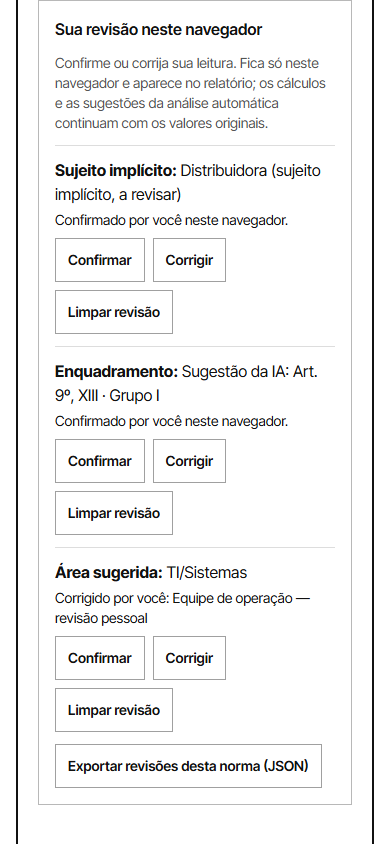 Sua revisão neste navegador
Confirme ou corrija sua leitura. Fica só neste
navegador e aparece no relatório; os cálculos
e as sugestões da análise automática
continuam com os valores originais.
Sujeito implícito: Distribuidora (sujeito
implícito, a revisar)
Confirmado por você neste navegador.
Confirmar Corrigir
Limpar revisão
Enquadramento: Sugestão da IA: Art.
9º, XIII · Grupo I
Confirmado por você neste navegador.
Confirmar Corrigir
Limpar revisão
Área sugerida: TI/Sistemas
Corrigido por você: Equipe de operação —
revisão pessoal
Confirmar Corrigir
Limpar revisão
Exportar revisões desta norma (JSON)